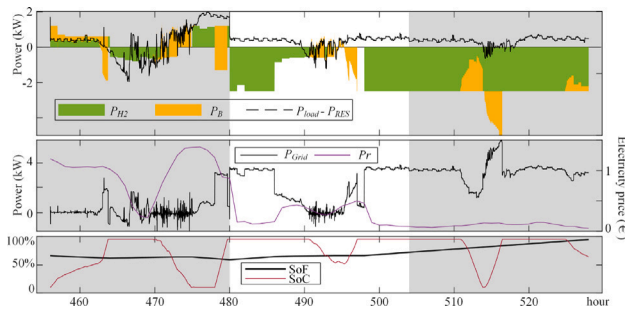 2
0
-2
Power (kW)
P_H2 P_B P_load - P_RES
4
2
0
Power (kW)
P_Grid Pr
1
0.5
0
Electricity price (€)
100%
50%
SoF
SoC
460 470 480 490 500 510 520 hour